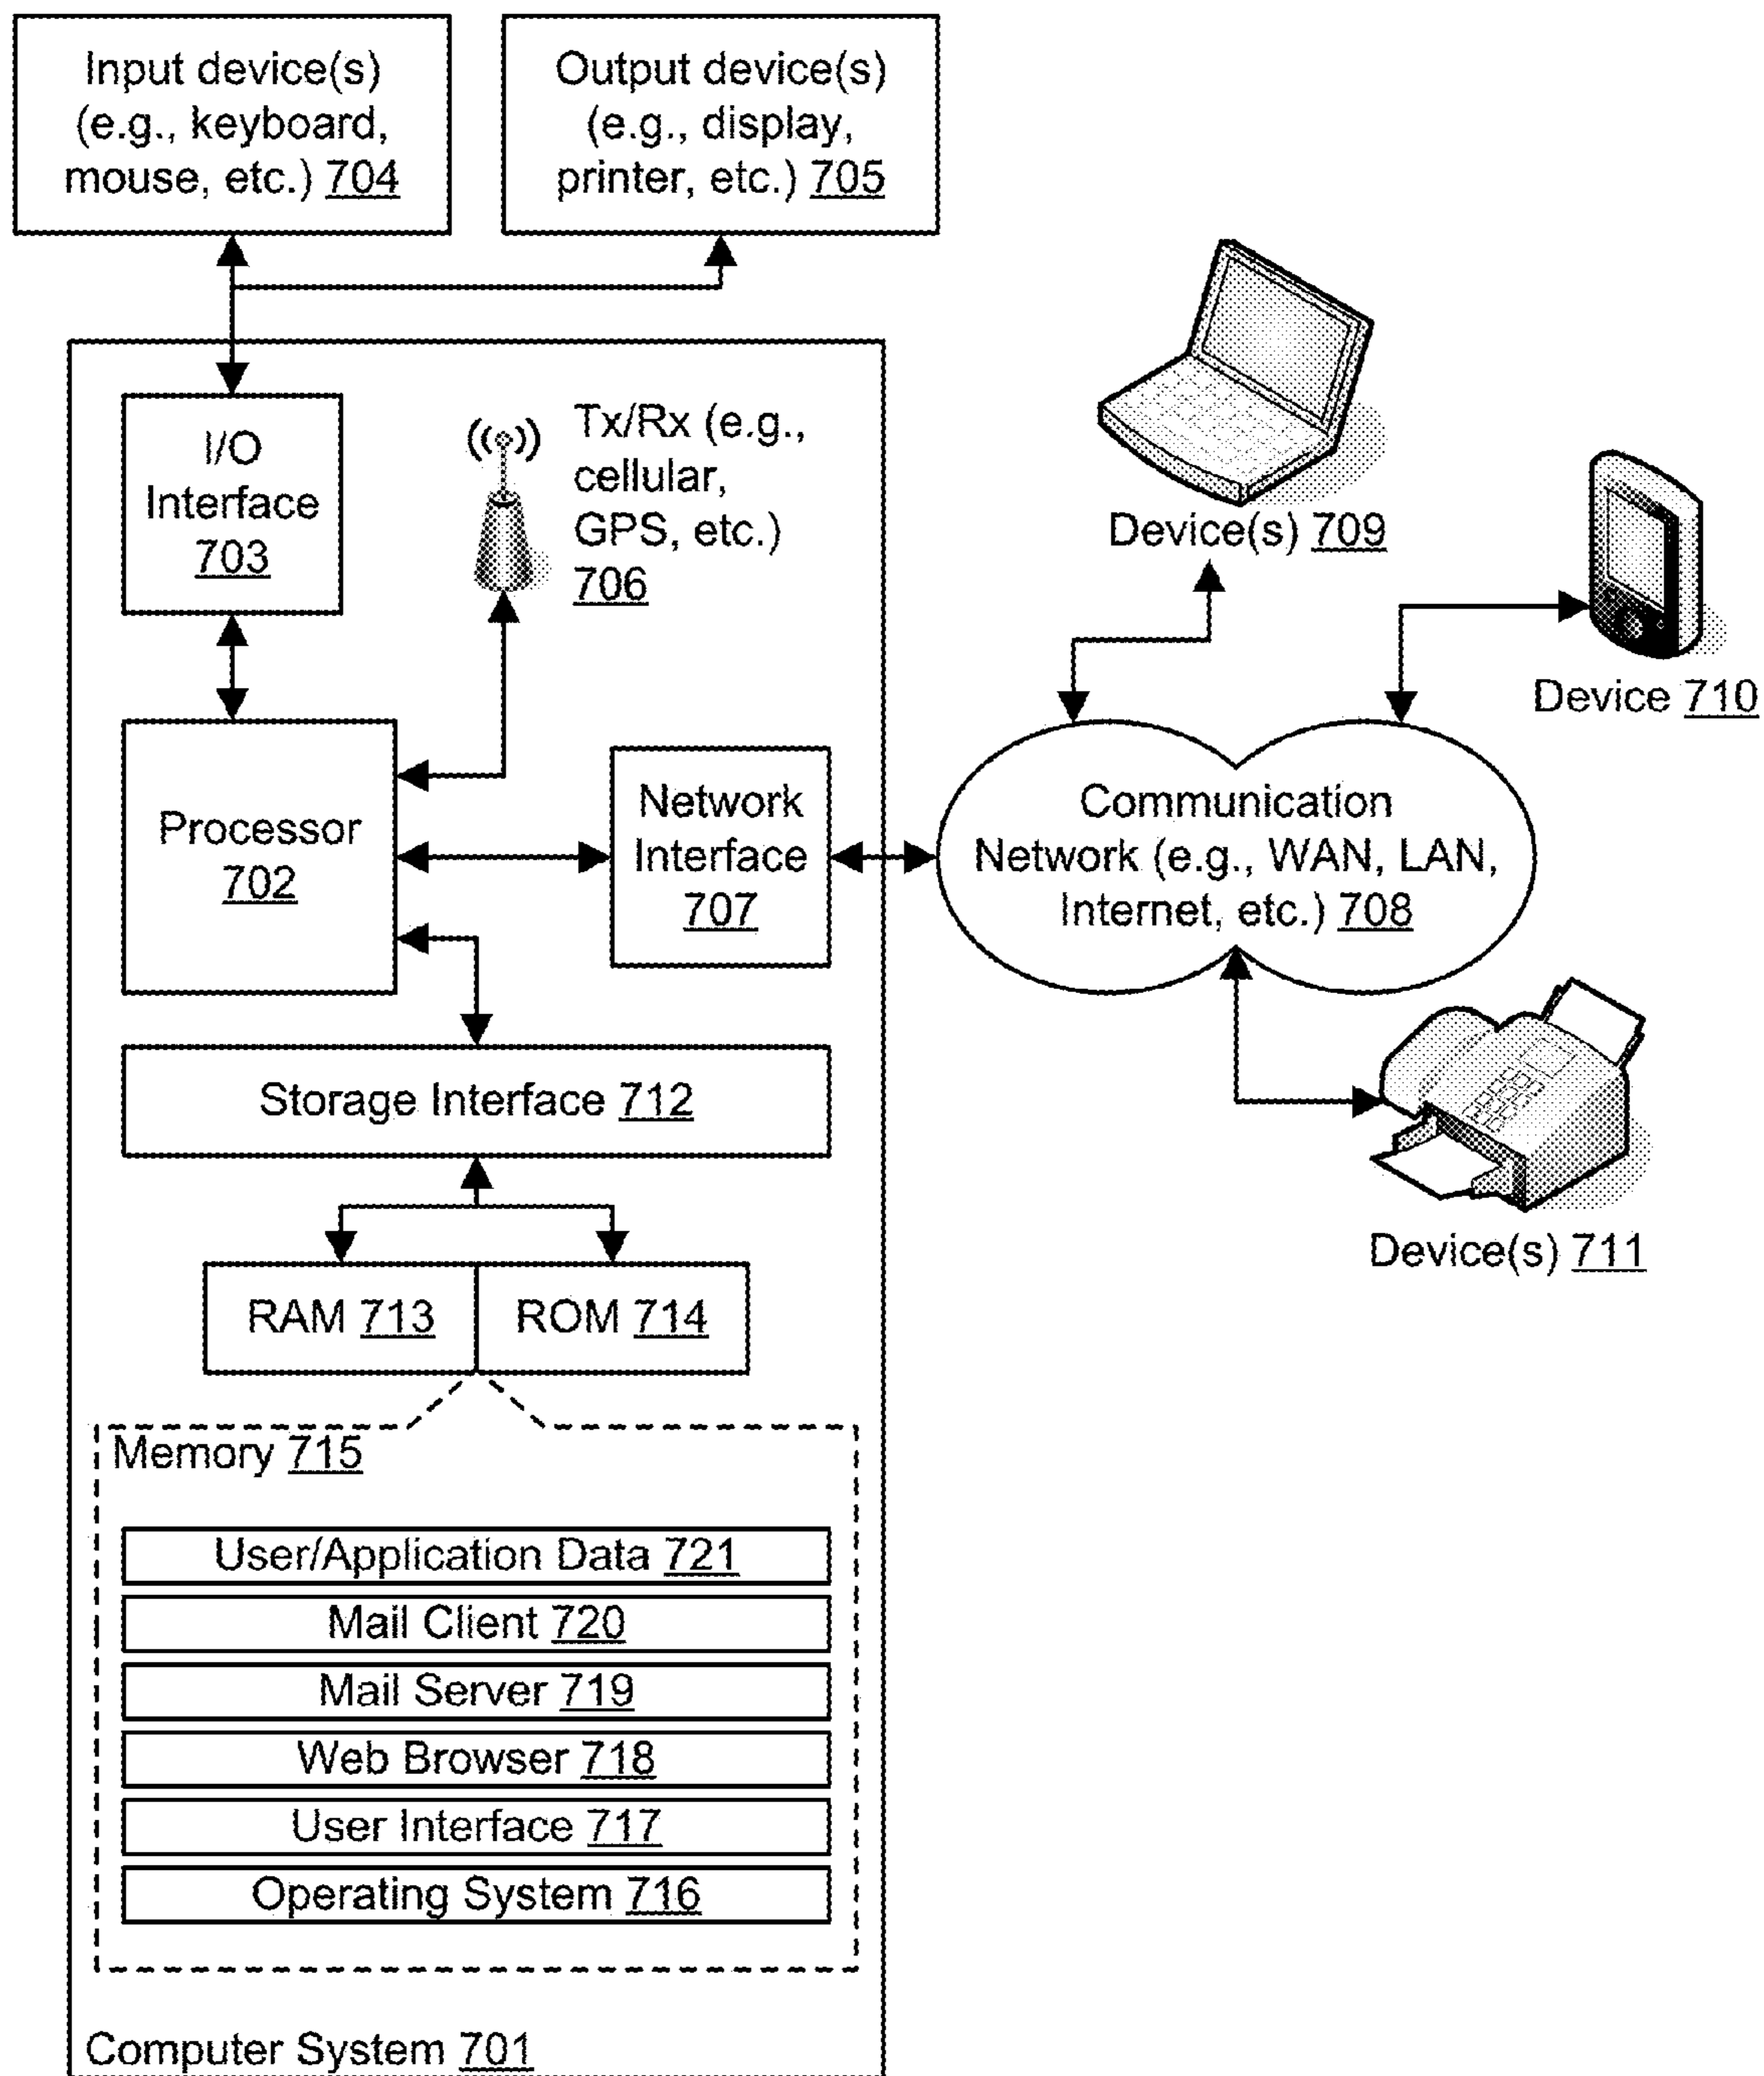 Input device(s)
(e.g., keyboard,
mouse, etc.) 704
Output device(s)
(e.g., display,
printer, etc.) 705
I/O
Interface
703
Tx/Rx (e.g.,
cellular,
GPS, etc.)
706
Device(s) 709
Device 710
Processor
702
Network
Interface
707
Communication
Network (e.g., WAN, LAN,
Internet, etc.) 708
Storage Interface 712
Device(s) 711
RAM 713
ROM 714
Memory 715
User/Application Data 721
Mail Client 720
Mail Server 719
Web Browser 718
User Interface 717
Operating System 716
Computer System 701